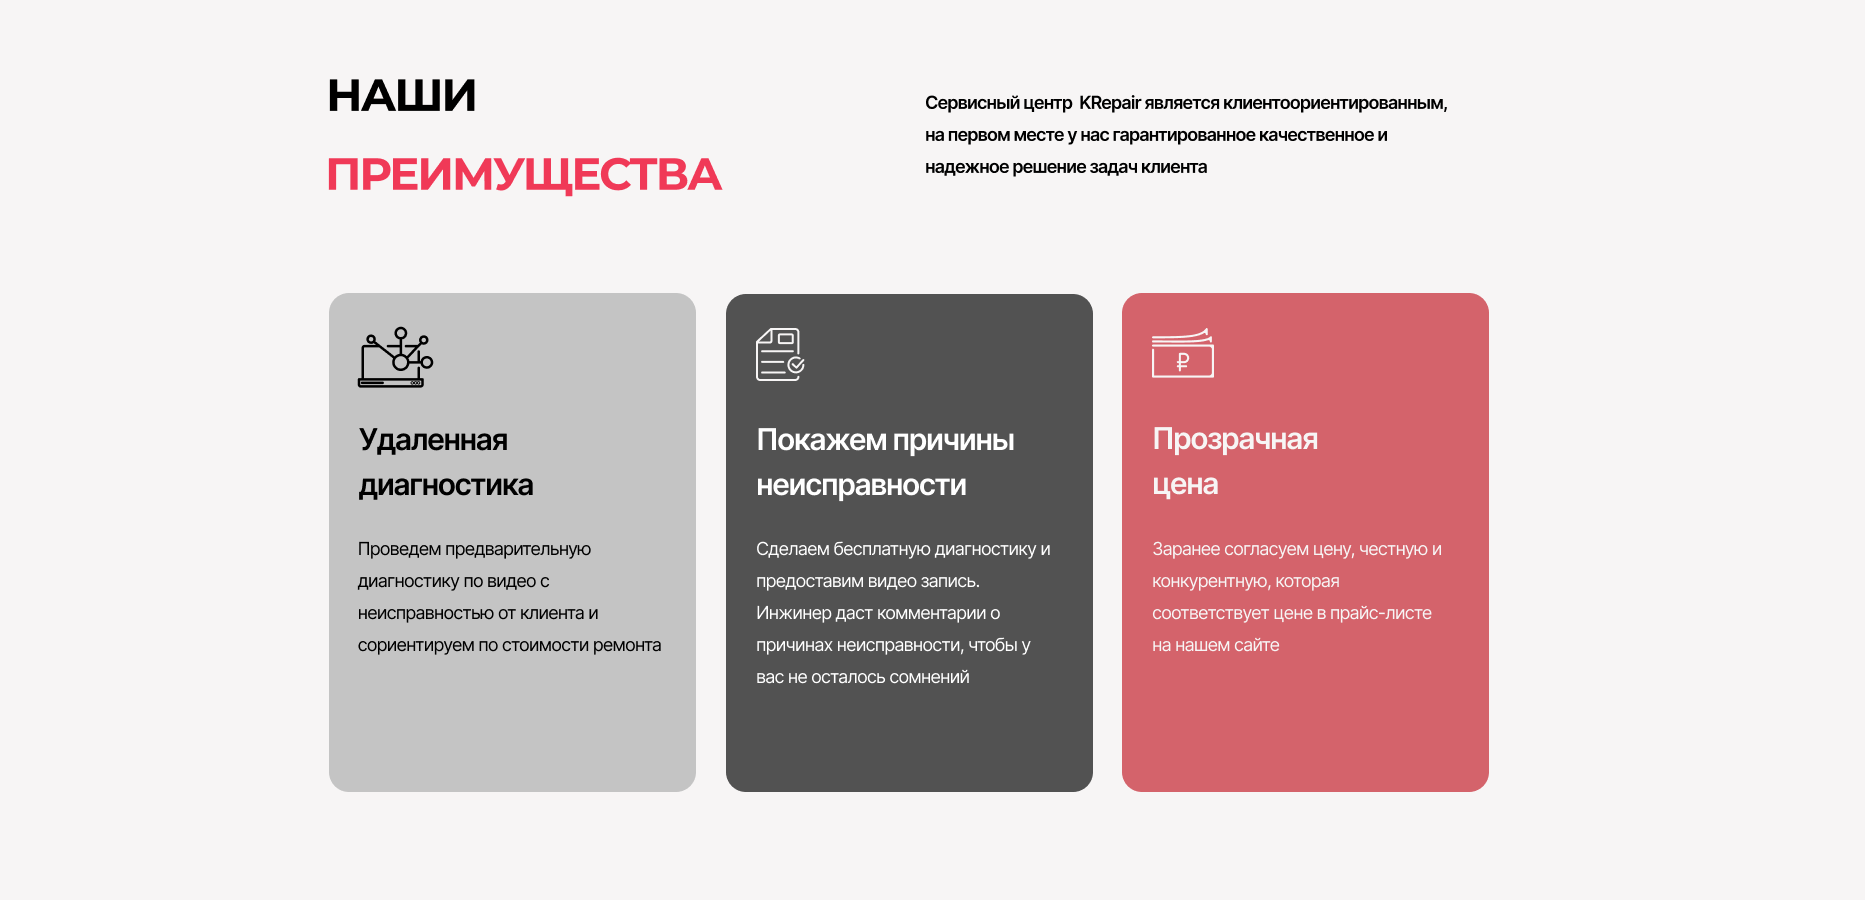 НАШИ
ПРЕИМУЩЕСТВА
Сервисный центр KRepair является клиентоориентированным,
на первом месте у нас гарантированное качественное и
надежное решение задач клиента
Удаленная
диагностика
Проведем предварительную
диагностику по видео с
неисправностью от клиента и
сориентируем по стоимости ремонта
Покажем причины
неисправности
Сделаем бесплатную диагностику и
предоставим видео запись.
Инжинер даст комментарии о
причинах неисправности, чтобы у
вас не осталось сомнений
₽
Прозрачная
цена
Заранее согласуем цену, честную и
конкурентную, которая
соответствует цене в прайс-листе
на нашем сайте